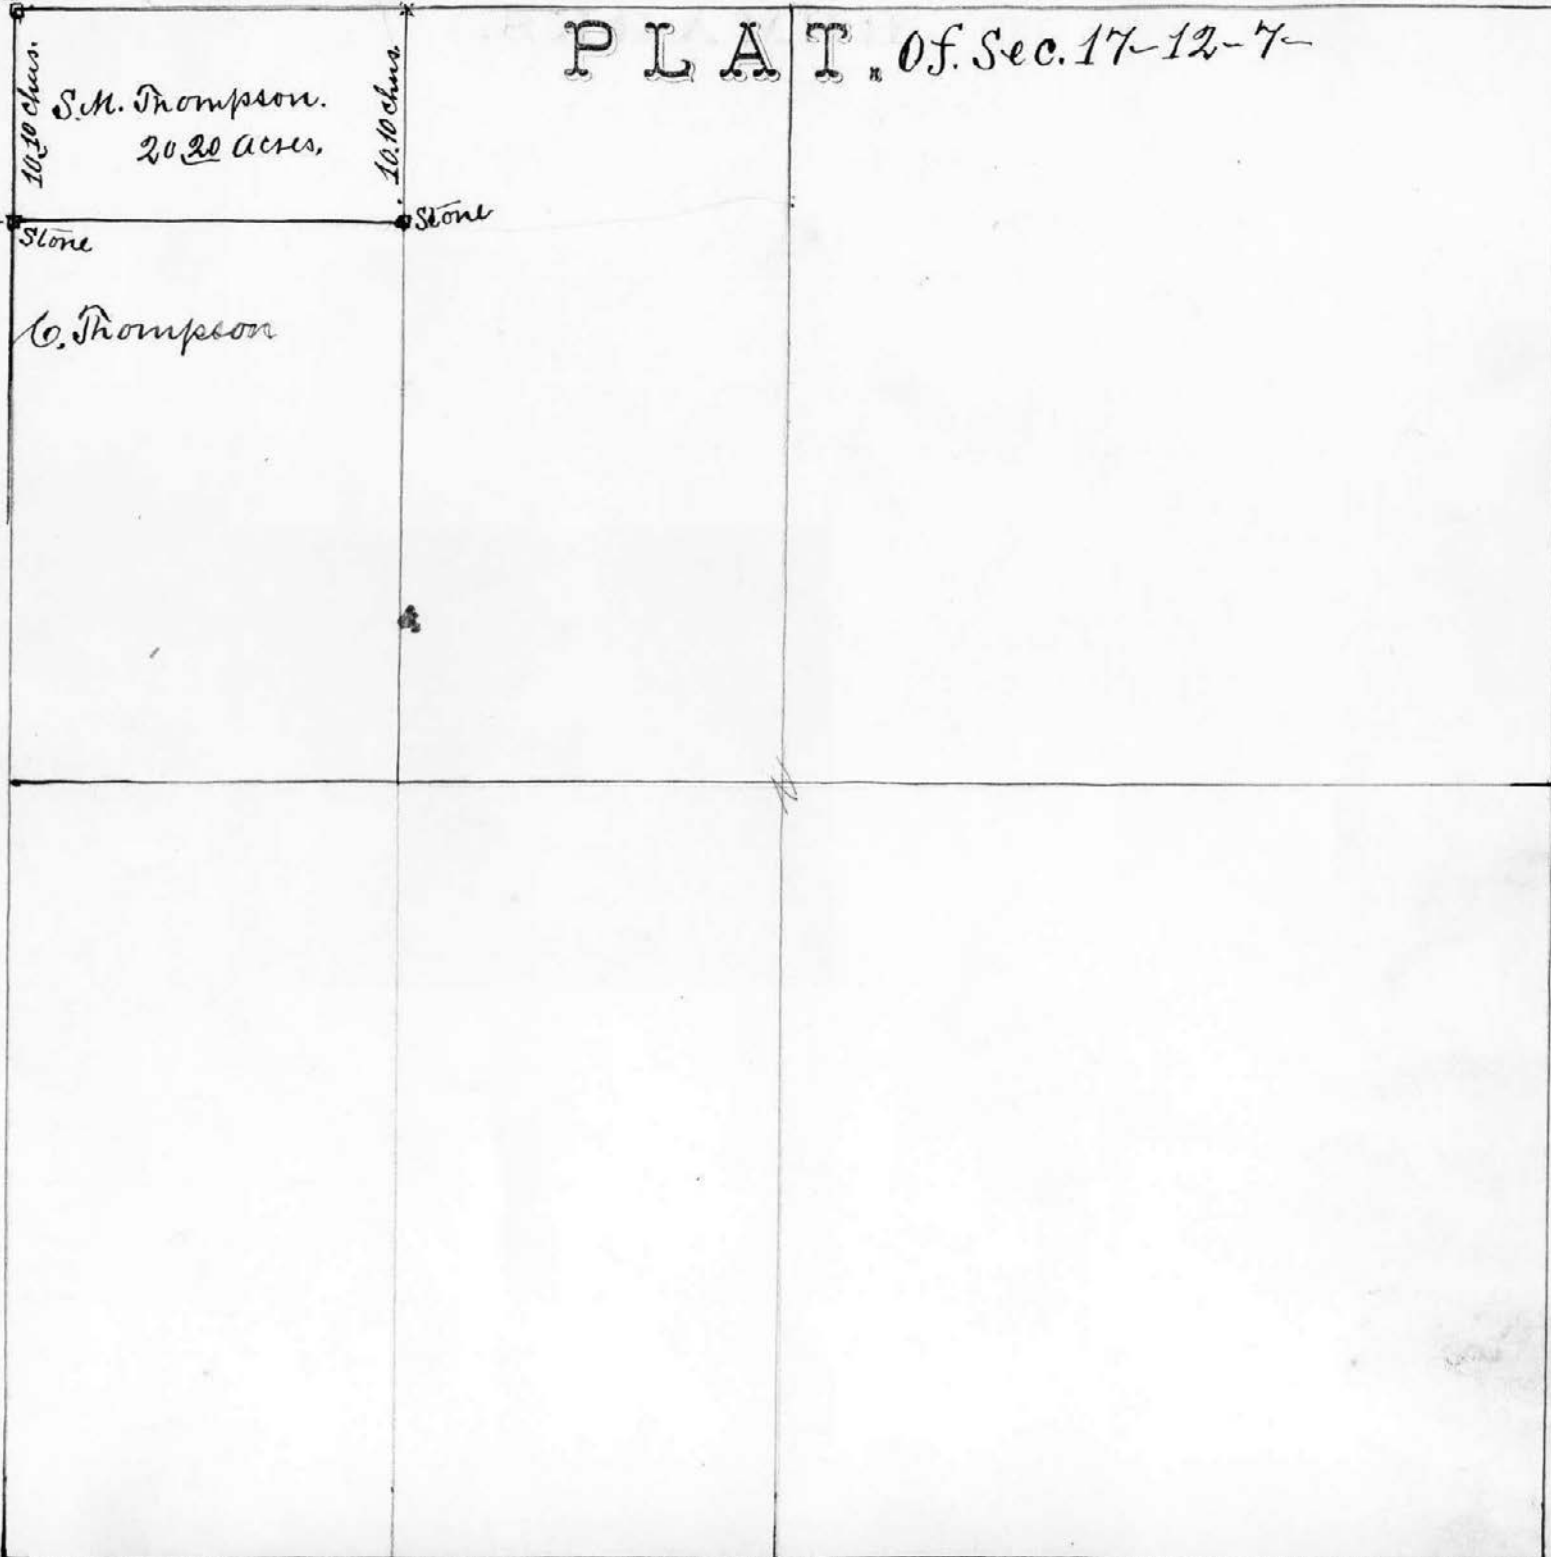 PLAT. Of. Sec. 17-12-7-
10.10 chns.
S.M. Thompson.
20.20 acres.
10.10 chns.
Stone
Stone
C. Thompson